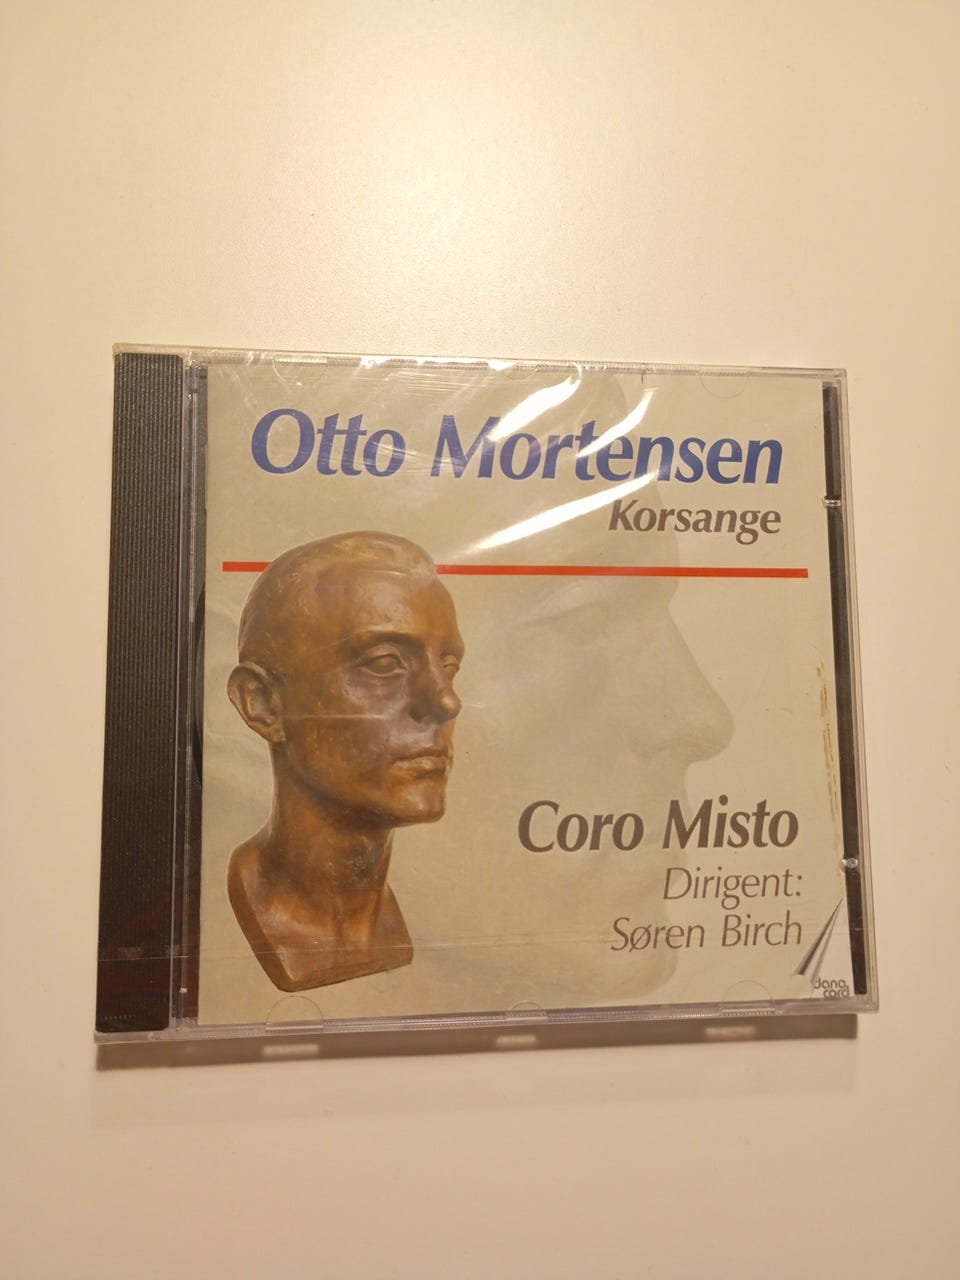 Otto Mortensen
Korsange
Coro Misto
Dirigent:
Søren Birch
dana
cord